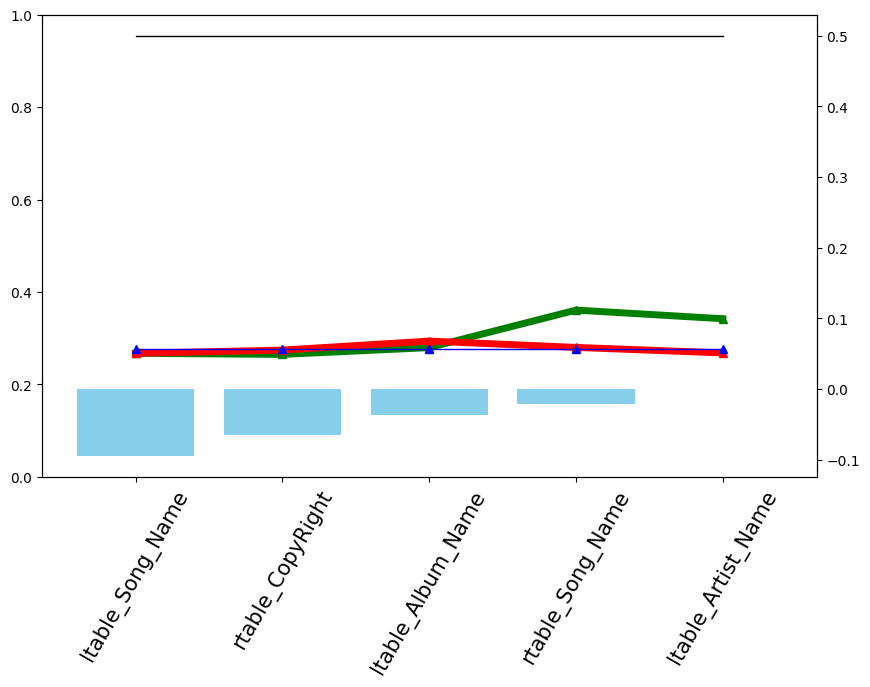 1.0
0.8
0.6
0.4
0.2
0.0
0.5
0.4
0.3
0.2
0.1
0.0
−0.1
ltable_Song_Name
rtable_CopyRight
ltable_Album_Name
rtable_Song_Name
ltable_Artist_Name